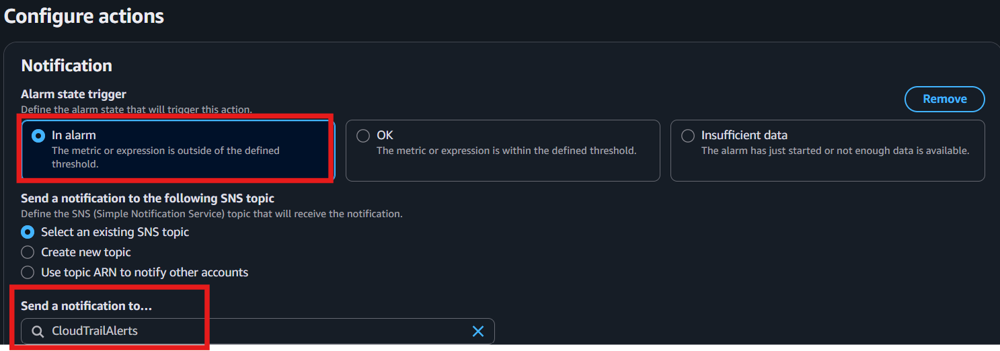 Configure actions
Notification
Alarm state trigger
Remove
Define the alarm state that will trigger this action.
In alarm
The metric or expression is outside of the defined
threshold.
OK
The metric or expression is within the defined threshold.
Insufficient data
The alarm has just started or not enough data is available.
Send a notification to the following SNS topic
Define the SNS (Simple Notification Service) topic that will receive the notification.
Select an existing SNS topic
Create new topic
Use topic ARN to notify other accounts
Send a notification to…
CloudTrailAlerts